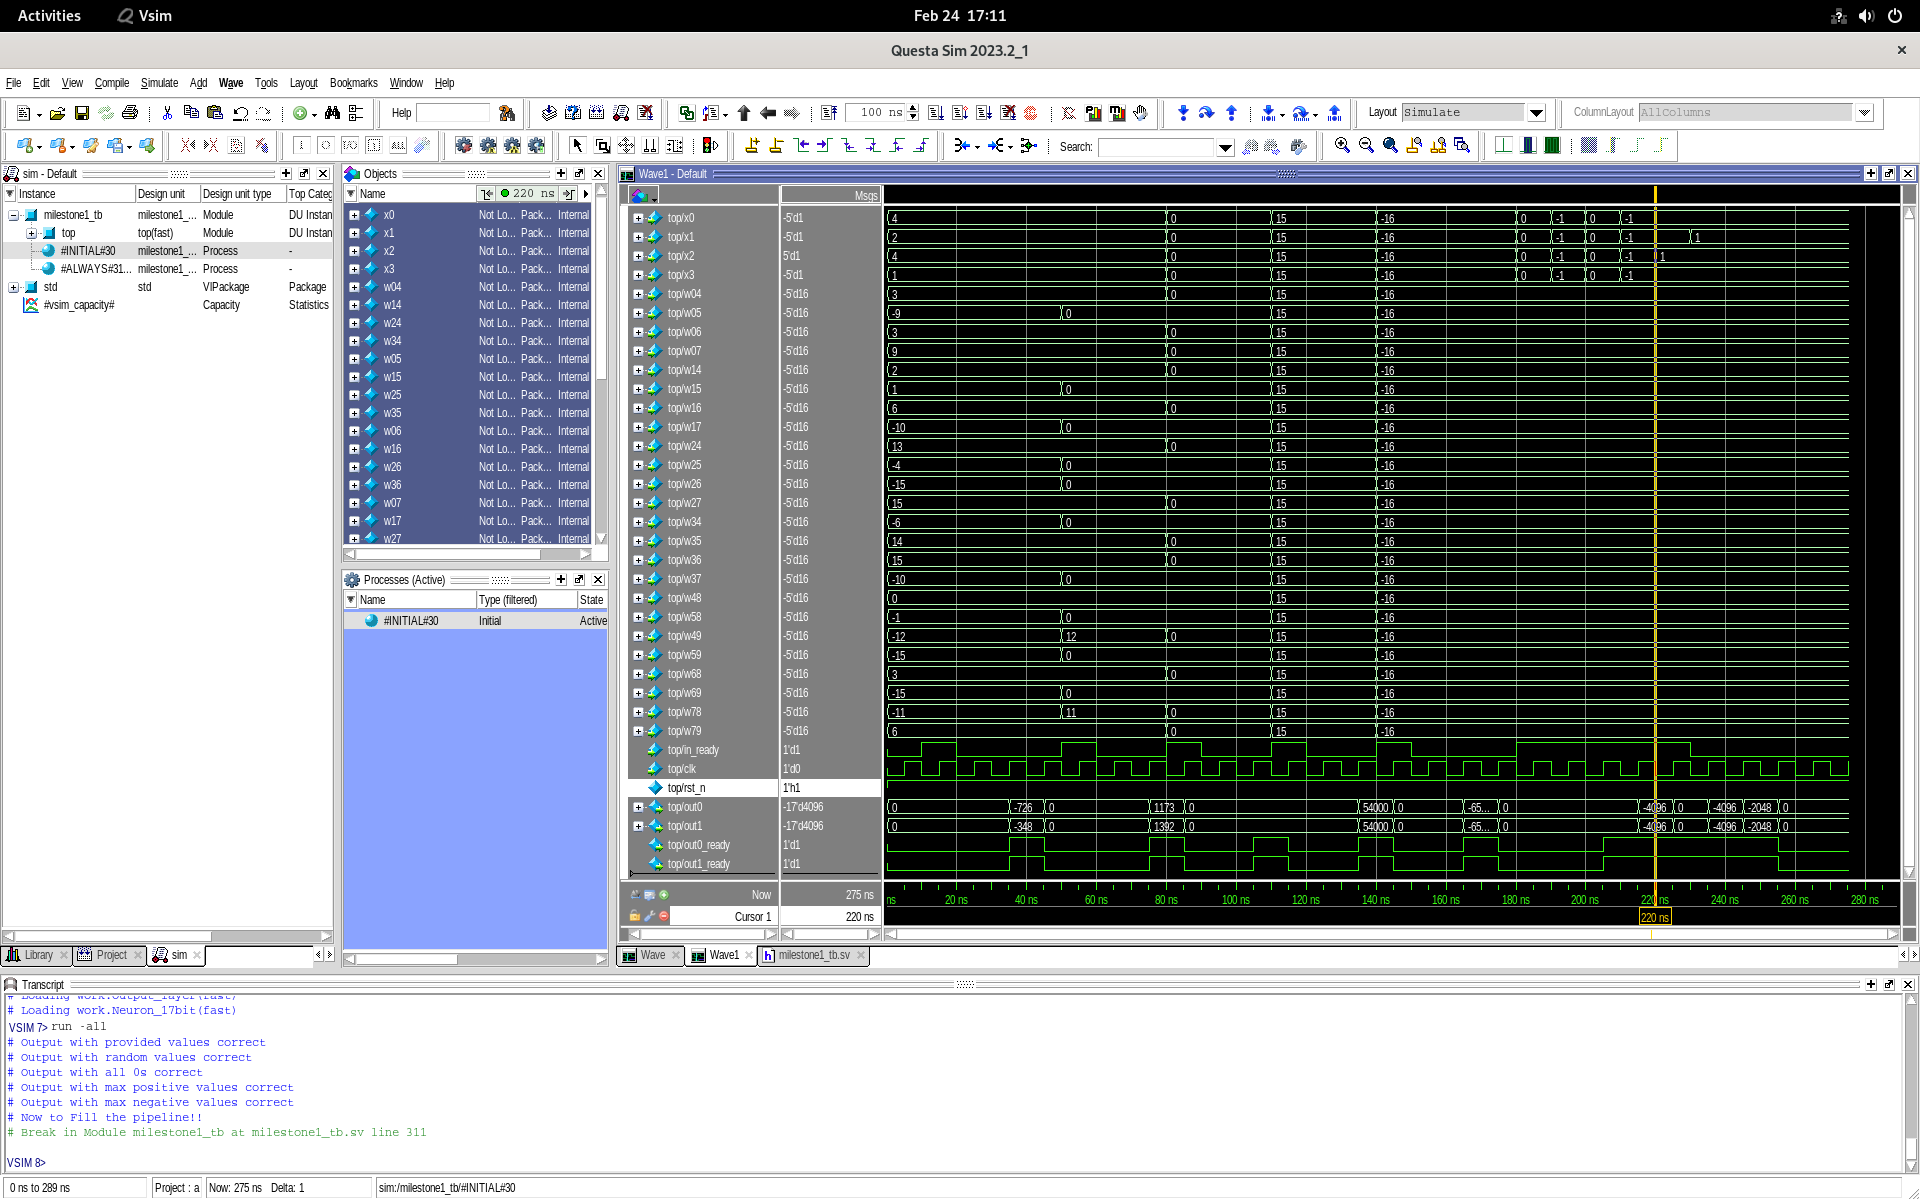 Activities Vsim Feb 24 17:11
Questa Sim 2023.2_1
File Edit View Compile Simulate Add Wave Tools Layout Bookmarks Window Help
Help 100 ns Layout Simulate ColumnLayout AllColumns
Search:
sim - Default
Instance Design unit Design unit type Top Categ
milestone1_tb milestone1_... Module DU Instan
top top(fast) Module DU Instan
#INITIAL#30 milestone1_... Process -
#ALWAYS#31... milestone1_... Process -
std std VIPackage Package
#vsim_capacity# Capacity Statistics
Library Project sim
Objects
Name 220 ns
x0 Not Lo... Pack... Internal
x1 Not Lo... Pack... Internal
x2 Not Lo... Pack... Internal
x3 Not Lo... Pack... Internal
w04 Not Lo... Pack... Internal
w14 Not Lo... Pack... Internal
w24 Not Lo... Pack... Internal
w34 Not Lo... Pack... Internal
w05 Not Lo... Pack... Internal
w15 Not Lo... Pack... Internal
w25 Not Lo... Pack... Internal
w35 Not Lo... Pack... Internal
w06 Not Lo... Pack... Internal
w16 Not Lo... Pack... Internal
w26 Not Lo... Pack... Internal
w36 Not Lo... Pack... Internal
w07 Not Lo... Pack... Internal
w17 Not Lo... Pack... Internal
w27 Not Lo... Pack... Internal
Processes (Active)
Name Type (filtered) State
#INITIAL#30 Initial Active
Wave1 - Default
Msgs
top/x0 -5'd1 4 0 15 -16 0 -1 0 -1
top/x1 -5'd1 2 0 15 -16 0 -1 0 -1 1
top/x2 5'd1 4 0 15 -16 0 -1 0 -1 1
top/x3 -5'd1 1 0 15 -16 0 -1 0 -1
top/w04 -5'd16 3 0 15 -16
top/w05 -5'd16 -9 0 15 -16
top/w06 -5'd16 3 0 15 -16
top/w07 -5'd16 9 0 15 -16
top/w14 -5'd16 2 0 15 -16
top/w15 -5'd16 1 0 15 -16
top/w16 -5'd16 6 0 15 -16
top/w17 -5'd16 -10 0 15 -16
top/w24 -5'd16 13 0 15 -16
top/w25 -5'd16 -4 0 15 -16
top/w26 -5'd16 -15 0 15 -16
top/w27 -5'd16 15 0 15 -16
top/w34 -5'd16 -6 0 15 -16
top/w35 -5'd16 14 0 15 -16
top/w36 -5'd16 15 0 15 -16
top/w37 -5'd16 -10 0 15 -16
top/w48 -5'd16 0 15 -16
top/w58 -5'd16 -1 0 15 -16
top/w49 -5'd16 -12 12 0 15 -16
top/w59 -5'd16 -15 0 15 -16
top/w68 -5'd16 3 0 15 -16
top/w69 -5'd16 -15 0 15 -16
top/w78 -5'd16 -11 11 0 15 -16
top/w79 -5'd16 6 0 15 -16
top/in_ready 1'd1
top/clk 1'd0
top/rst_n 1'h1
top/out0 -17'd4096 0 -726 0 1173 0 54000 0 -65... 0 -4096 0 -4096 -2048 0
top/out1 -17'd4096 0 -348 0 1392 0 54000 0 -65... 0 -4096 0 -4096 -2048 0
top/out0_ready 1'd1
top/out1_ready 1'd1
Now 275 ns ns 20 ns 40 ns 60 ns 80 ns 100 ns 120 ns 140 ns 160 ns 180 ns 200 ns 220 ns 240 ns 260 ns 280 ns
Cursor 1 220 ns 220 ns
Wave Wave1 milestone1_tb.sv
Transcript
# Loading work.Output_layer(fast)
# Loading work.Neuron_17bit(fast)
VSIM 7> run -all
# Output with provided values correct
# Output with random values correct
# Output with all 0s correct
# Output with max positive values correct
# Output with max negative values correct
# Now to Fill the pipeline!!
# Break in Module milestone1_tb at milestone1_tb.sv line 311
VSIM 8>
0 ns to 289 ns Project : a Now: 275 ns Delta: 1 sim:/milestone1_tb/#INITIAL#30